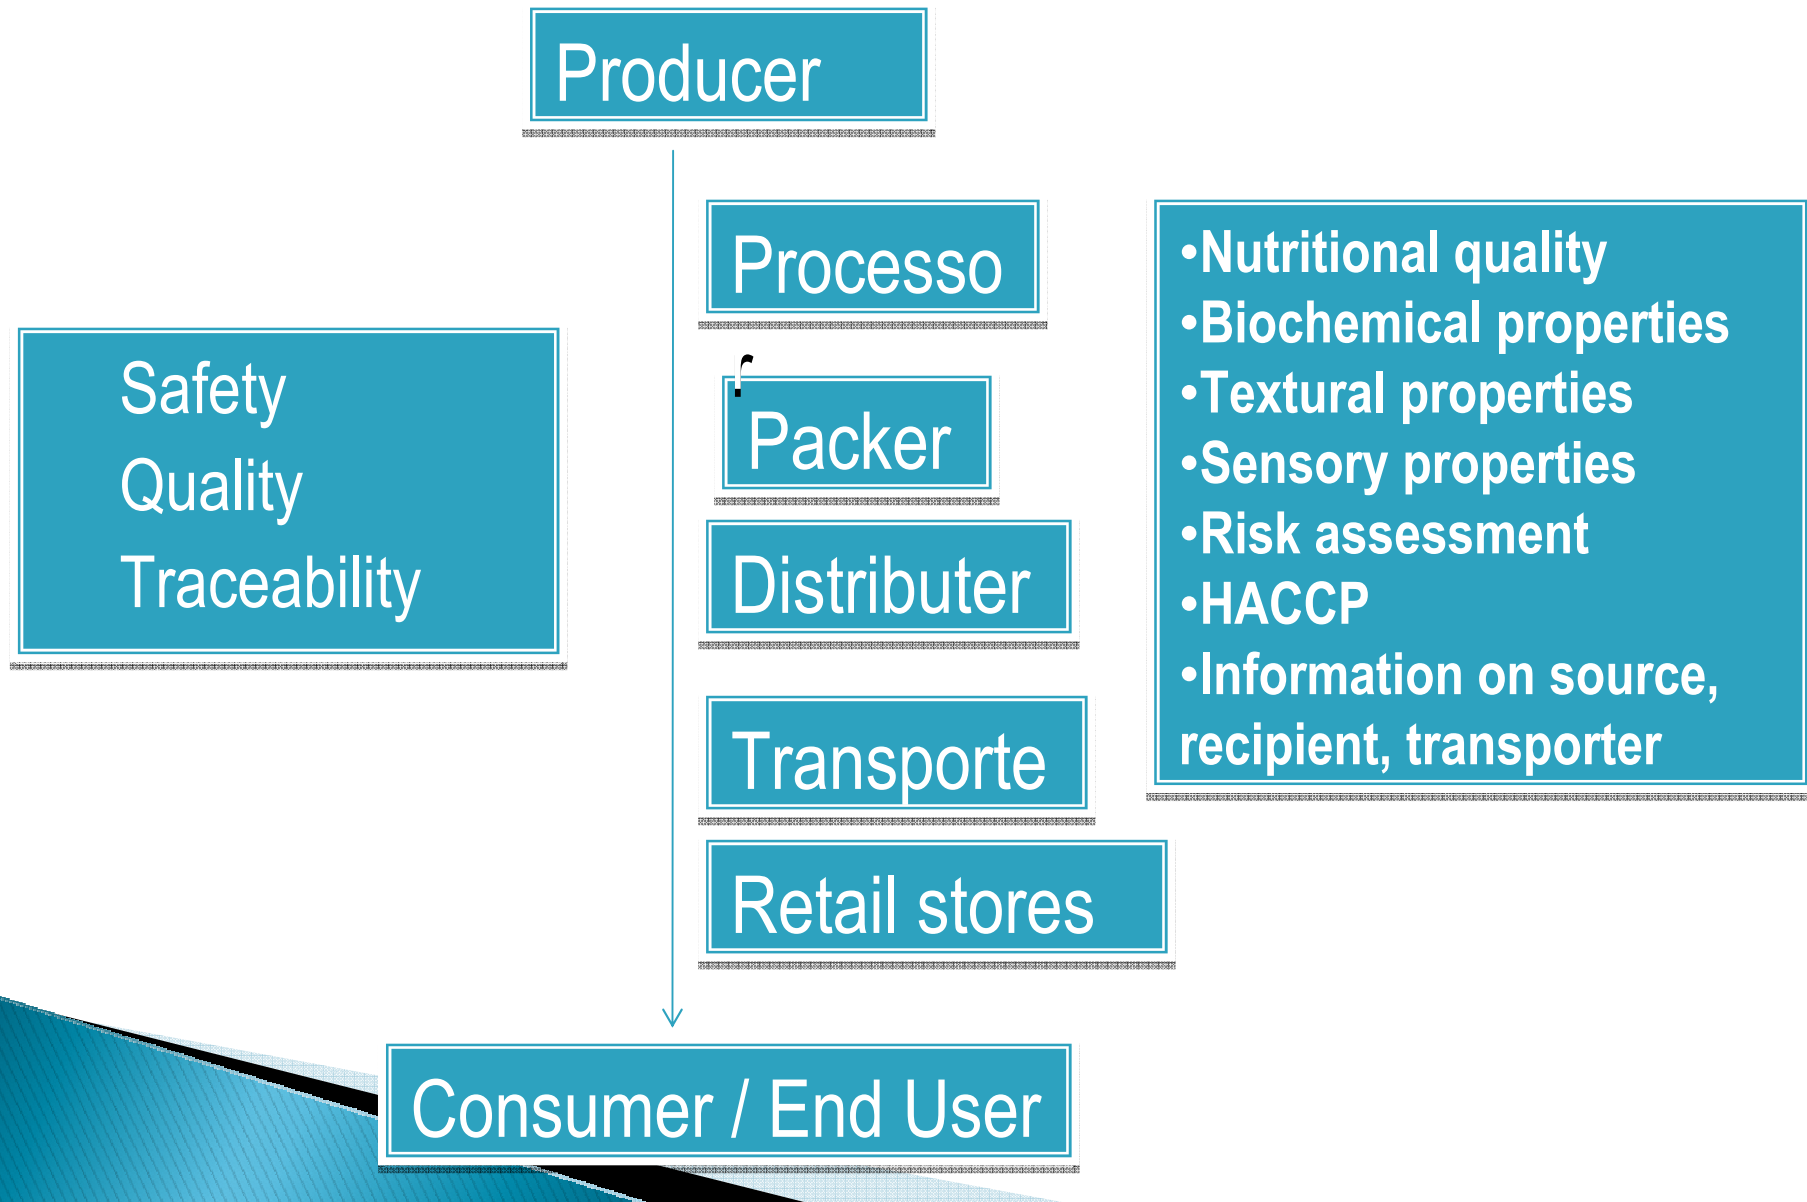 Producer
Processo
r
Packer
Distributer
Transporte
Retail stores
Consumer / End User
Safety
Quality
Traceability
•Nutritional quality
•Biochemical properties
•Textural properties
•Sensory properties
•Risk assessment
•HACCP
•Information on source,
recipient, transporter